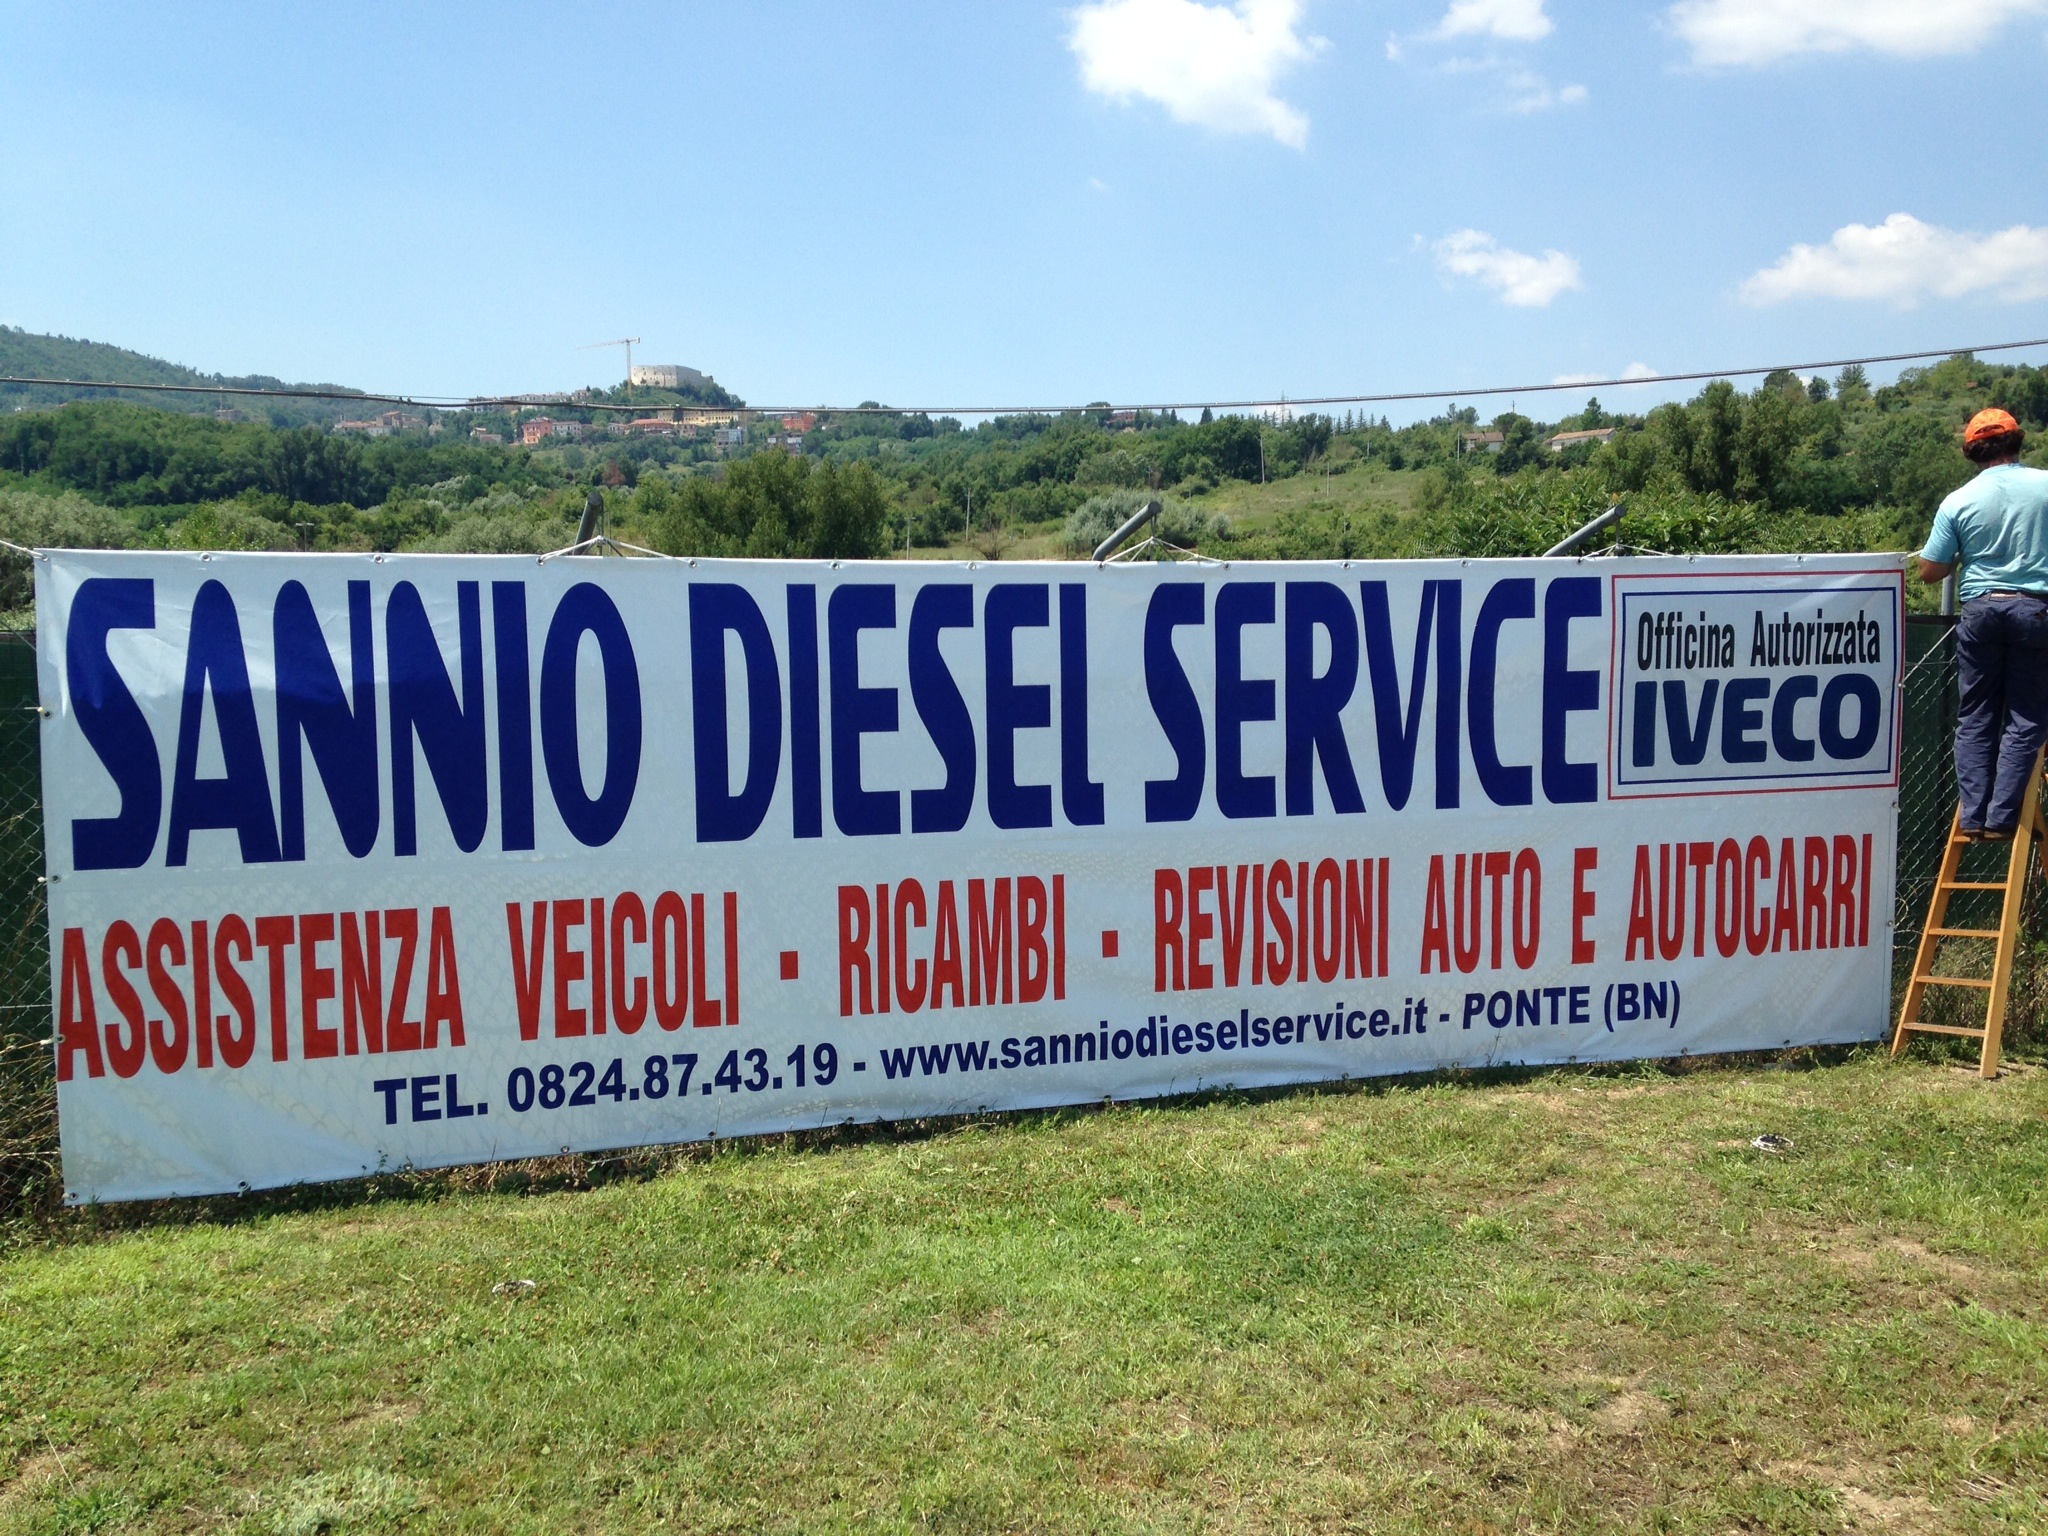 SANNIO DIESEL SERVICE
Officina Autorizzata
IVECO
ASSISTENZA VEICOLI - RICAMBI - REVISIONI AUTO E AUTOCARRI
TEL. 0824.87.43.19 - www.sanniodieselservice.it - PONTE (BN)